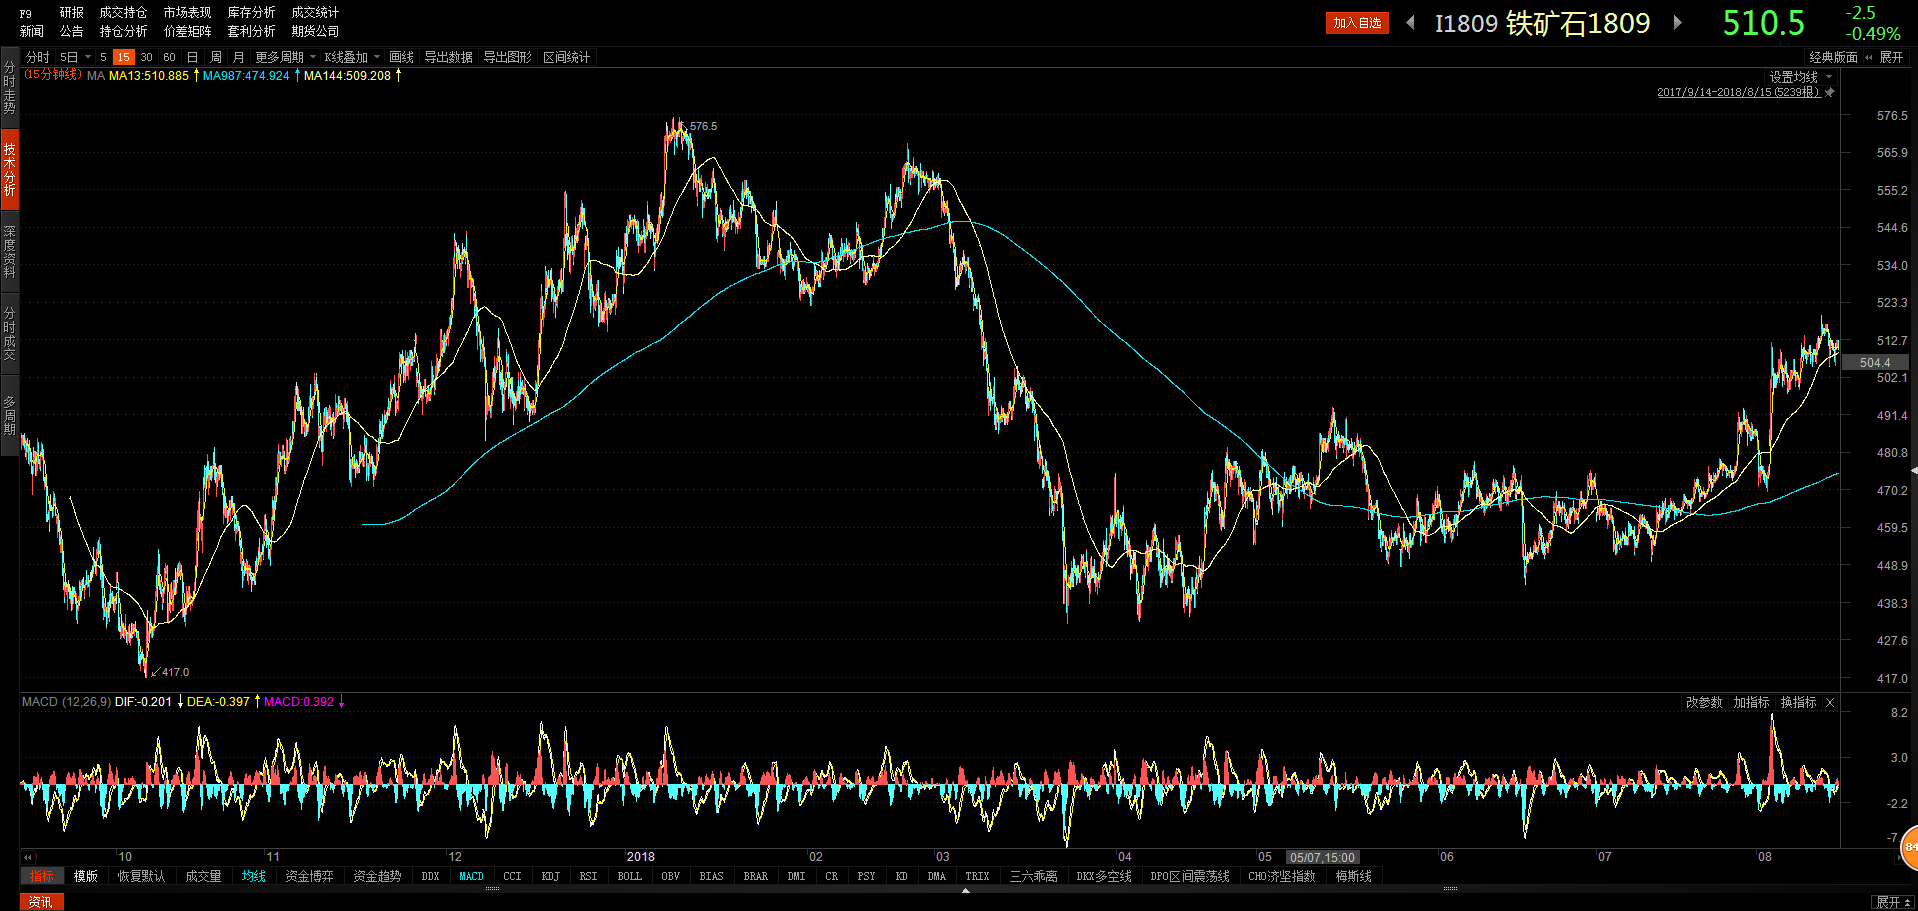 F9 研报 成交持仓 市场表现 库存分析 成交统计
新闻 公告 持仓分析 价差矩阵 套利分析 期货公司
加入自选 I1809 铁矿石1809 510.5 -2.5 -0.49%
分时 5日 5 15 30 60 日 周 月 更多周期 K线叠加 画线 导出数据 导出图形 区间统计 经典版面 展开
(15分钟线) MA MA13:510.885 MA987:474.924 MA144:509.208
设置均线
2017/9/14-2018/8/15(5239根)
分时走势
技术分析
深度资料
分时成交
多周期
576.5
576.5
565.9
555.2
544.6
534.0
523.3
512.7
504.4
502.1
491.4
480.8
470.2
459.5
448.9
438.3
427.6
417.0
417.0
MACD (12,26,9) DIF:-0.201 DEA:-0.397 MACD:0.392 改参数 加指标 换指标 X
8.2
3.0
-2.2
-7
84
10 11 12 2018 02 03 04 05 05/07,15:00 06 07 08
指标 模版 恢复默认 成交量 均线 资金博弈 资金趋势 DDX MACD CCI KDJ RSI BOLL OBV BIAS BRAR DMI CR PSY KD DMA TRIX 三六乖离 DKX多空线 DPO区间震荡线 CHO济坚指数 梅斯线
资讯 展开